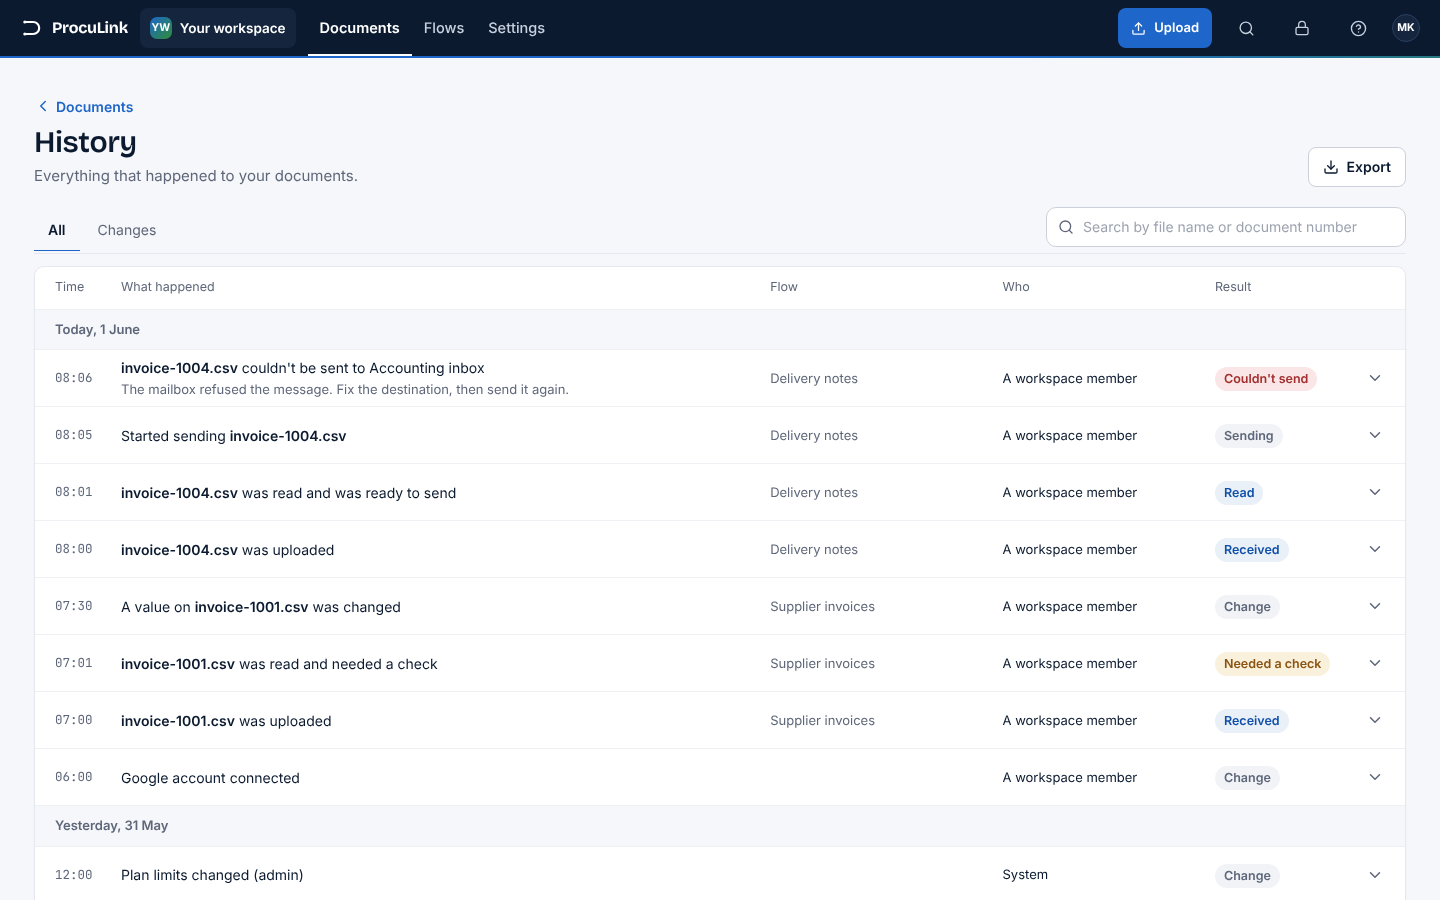 ProcuLink
YW Your workspace
Documents
Flows
Settings
Upload
MK
Documents
History
Everything that happened to your documents.
Export
All
Changes
Search by file name or document number
Time What happened Flow Who Result
Today, 1 June
08:06 invoice-1004.csv couldn't be sent to Accounting inbox Delivery notes A workspace member Couldn't send
The mailbox refused the message. Fix the destination, then send it again.
08:05 Started sending invoice-1004.csv Delivery notes A workspace member Sending
08:01 invoice-1004.csv was read and was ready to send Delivery notes A workspace member Read
08:00 invoice-1004.csv was uploaded Delivery notes A workspace member Received
07:30 A value on invoice-1001.csv was changed Supplier invoices A workspace member Change
07:01 invoice-1001.csv was read and needed a check Supplier invoices A workspace member Needed a check
07:00 invoice-1001.csv was uploaded Supplier invoices A workspace member Received
06:00 Google account connected A workspace member Change
Yesterday, 31 May
12:00 Plan limits changed (admin) System Change